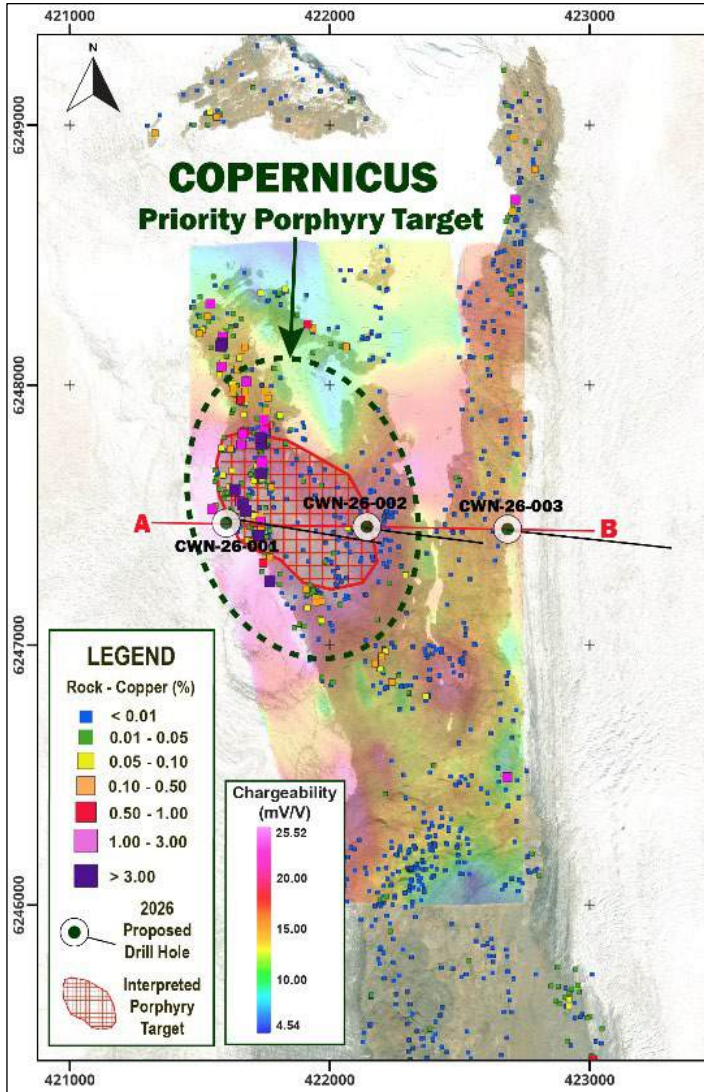 421000
422000
423000
N
6249000
COPERNICUS
Priority Porphyry Target
6248000
A
CWN-26-001
CWN-26-002
CWN-26-003
B
6247000
LEGEND
Rock - Copper (%)
< 0.01
0.01 - 0.05
0.05 - 0.10
0.10 - 0.50
0.50 - 1.00
1.00 - 3.00
> 3.00
2026
Proposed
Drill Hole
Interpreted
Porphyry
Target
Chargeability
(mV/V)
25.52
20.00
15.00
10.00
4.54
6246000
421000
422000
423000